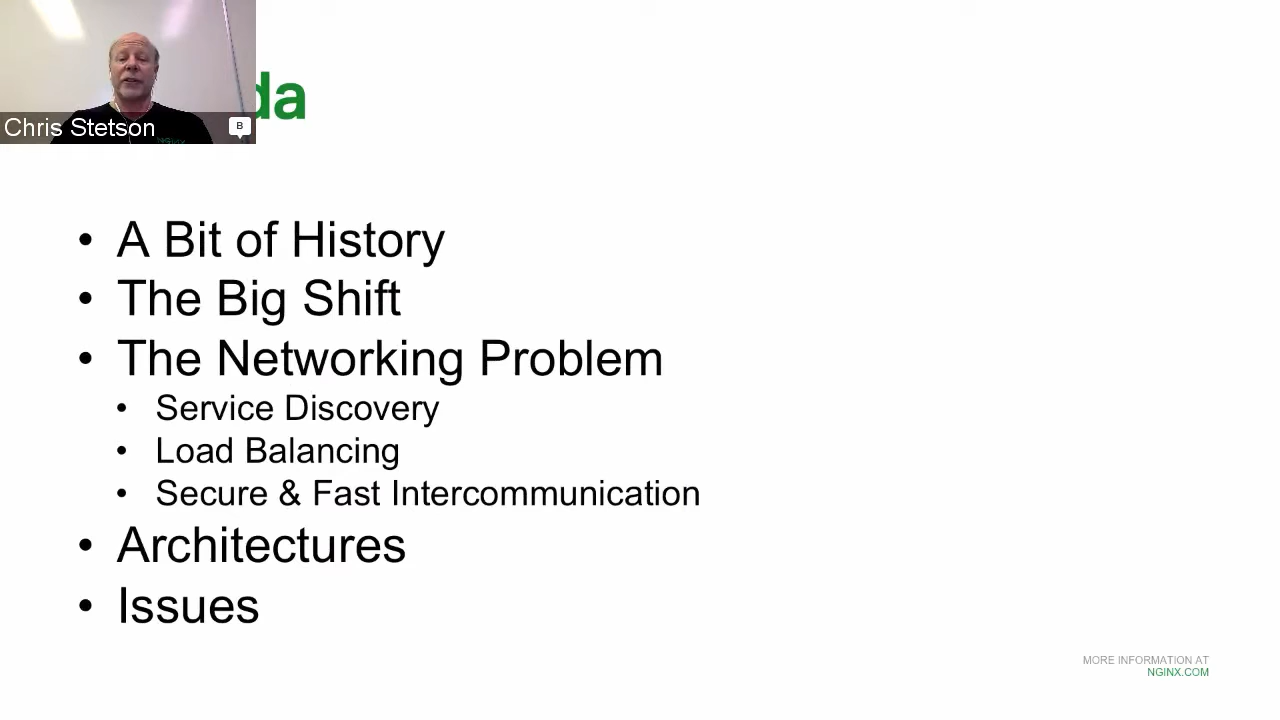 da
Chris Stetson
B
NGINX
• A Bit of History
• The Big Shift
• The Networking Problem
• Service Discovery
• Load Balancing
• Secure & Fast Intercommunication
• Architectures
• Issues
MORE INFORMATION AT
NGINX.COM